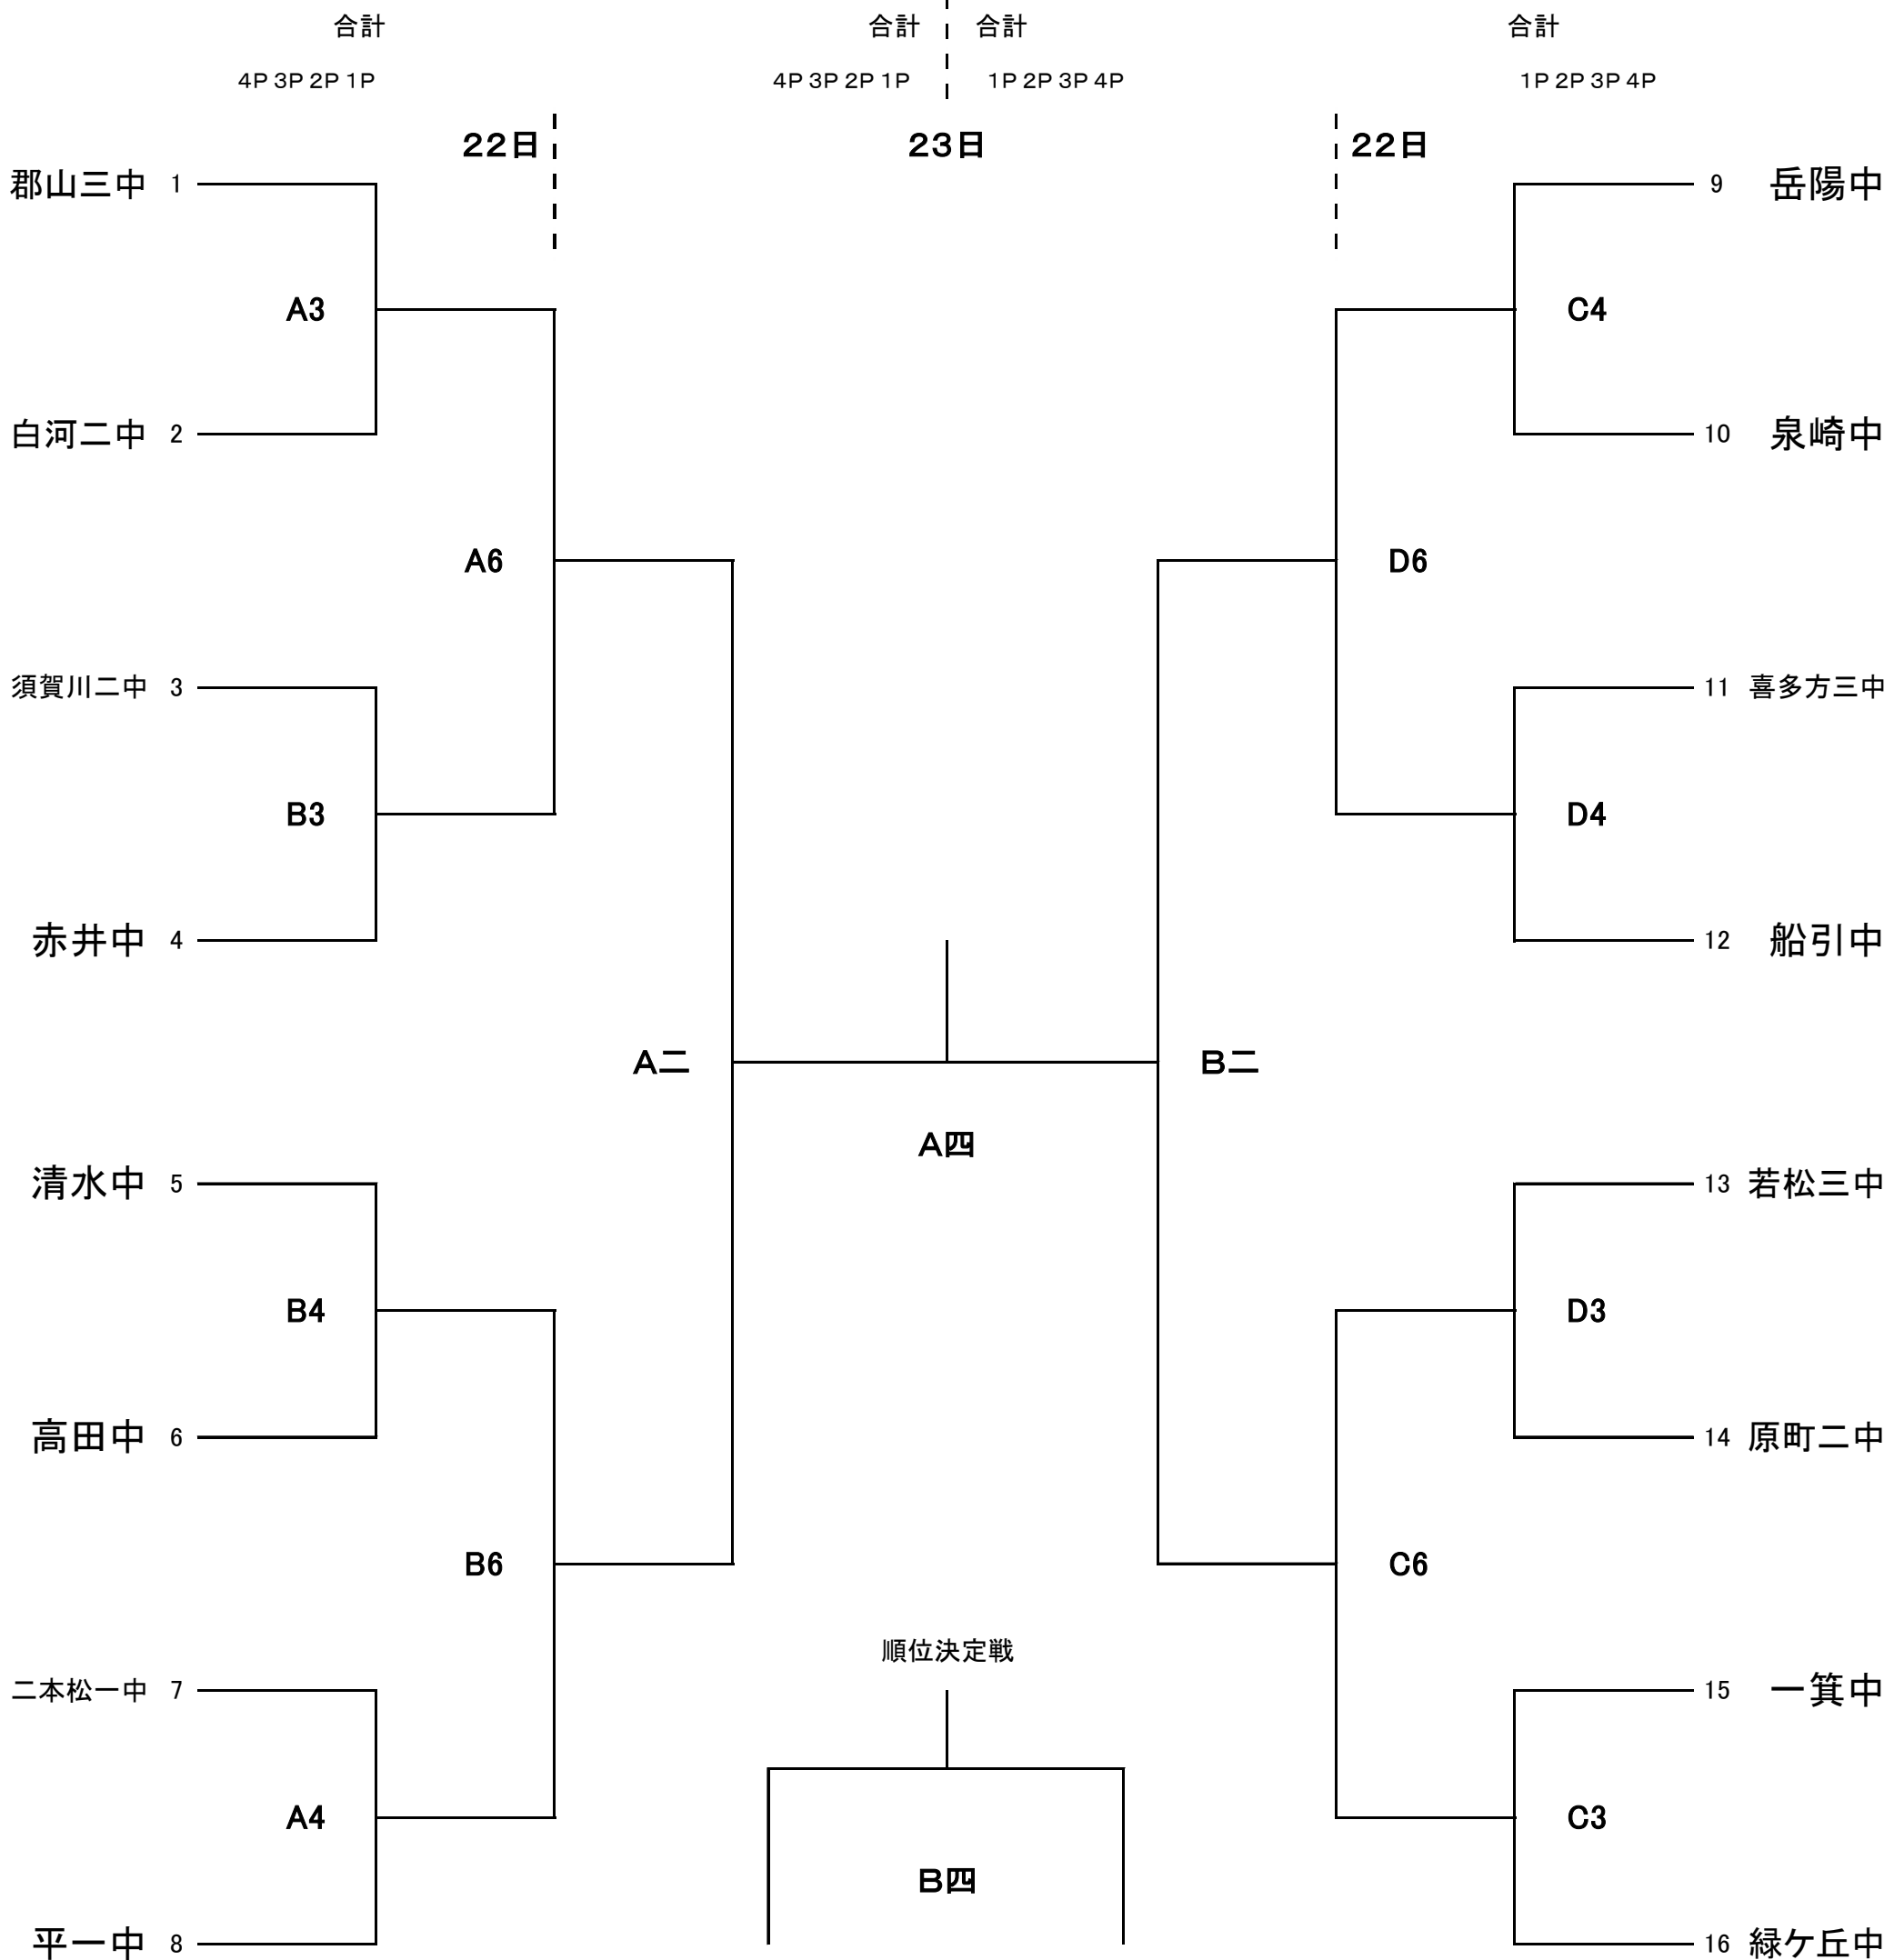 合計 合計 合計 合計
4P 3P 2P 1P 4P 3P 2P 1P 1P 2P 3P 4P 1P 2P 3P 4P
22日 23日 22日
郡山三中 1 9 岳陽中
A3 C4
白河二中 2 10 泉崎中
A6 D6
須賀川二中 3 11 喜多方三中
B3 D4
赤井中 4 12 船引中
A二 B二
A四
清水中 5 13 若松三中
B4 D3
高田中 6 14 原町二中
B6 C6
順位決定戦
二本松一中 7 15 一箕中
A4 C3
B四
平一中 8 16 緑ケ丘中